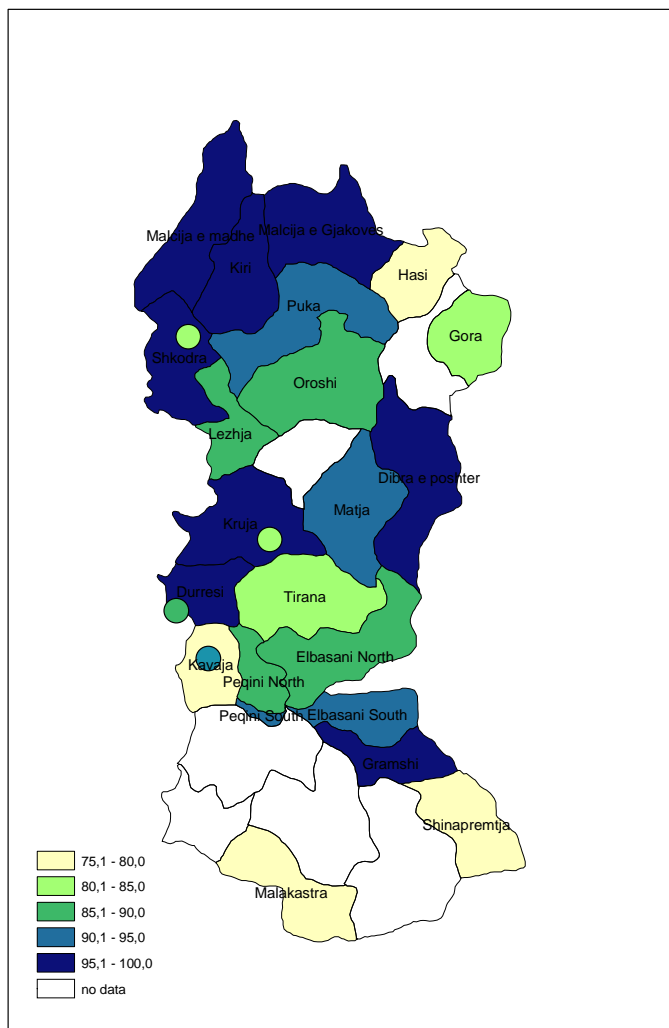 Malcija e madhe
Malcija e Gjakoves
Kiri
Hasi
Puka
Gora
Shkodra
Oroshi
Lezhja
Dibra e poshter
Matja
Kruja
Durresi
Tirana
Elbasani North
Kavaja
Peqini North
Peqini South
Elbasani South
Gramshi
Shinapremtja
Malakastra
75,1 - 80,0
80,1 - 85,0
85,1 - 90,0
90,1 - 95,0
95,1 - 100,0
no data